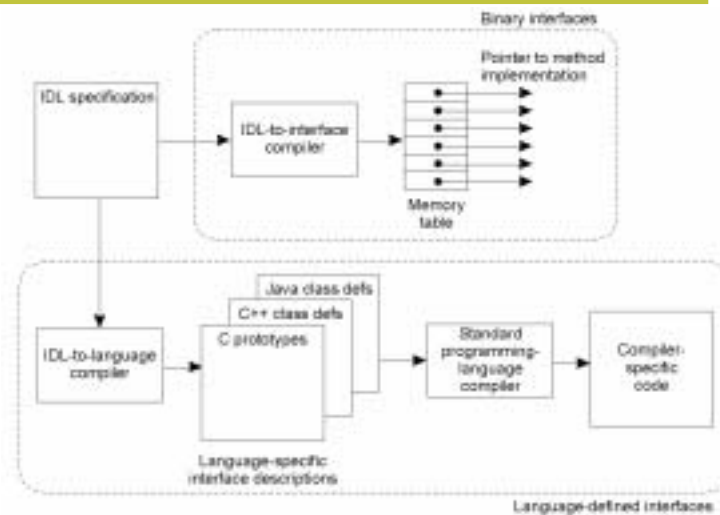 Binary interfaces
Pointer to method
implementation
IDL specification
IDL-to-interface
compiler
Memory
table
Java class defs
C++ class defs
C prototypes
IDL-to-language
compiler
Standard
programming-
language
compiler
Compiler-
specific
code
Language-specific
interface descriptions
Language-defined interfaces